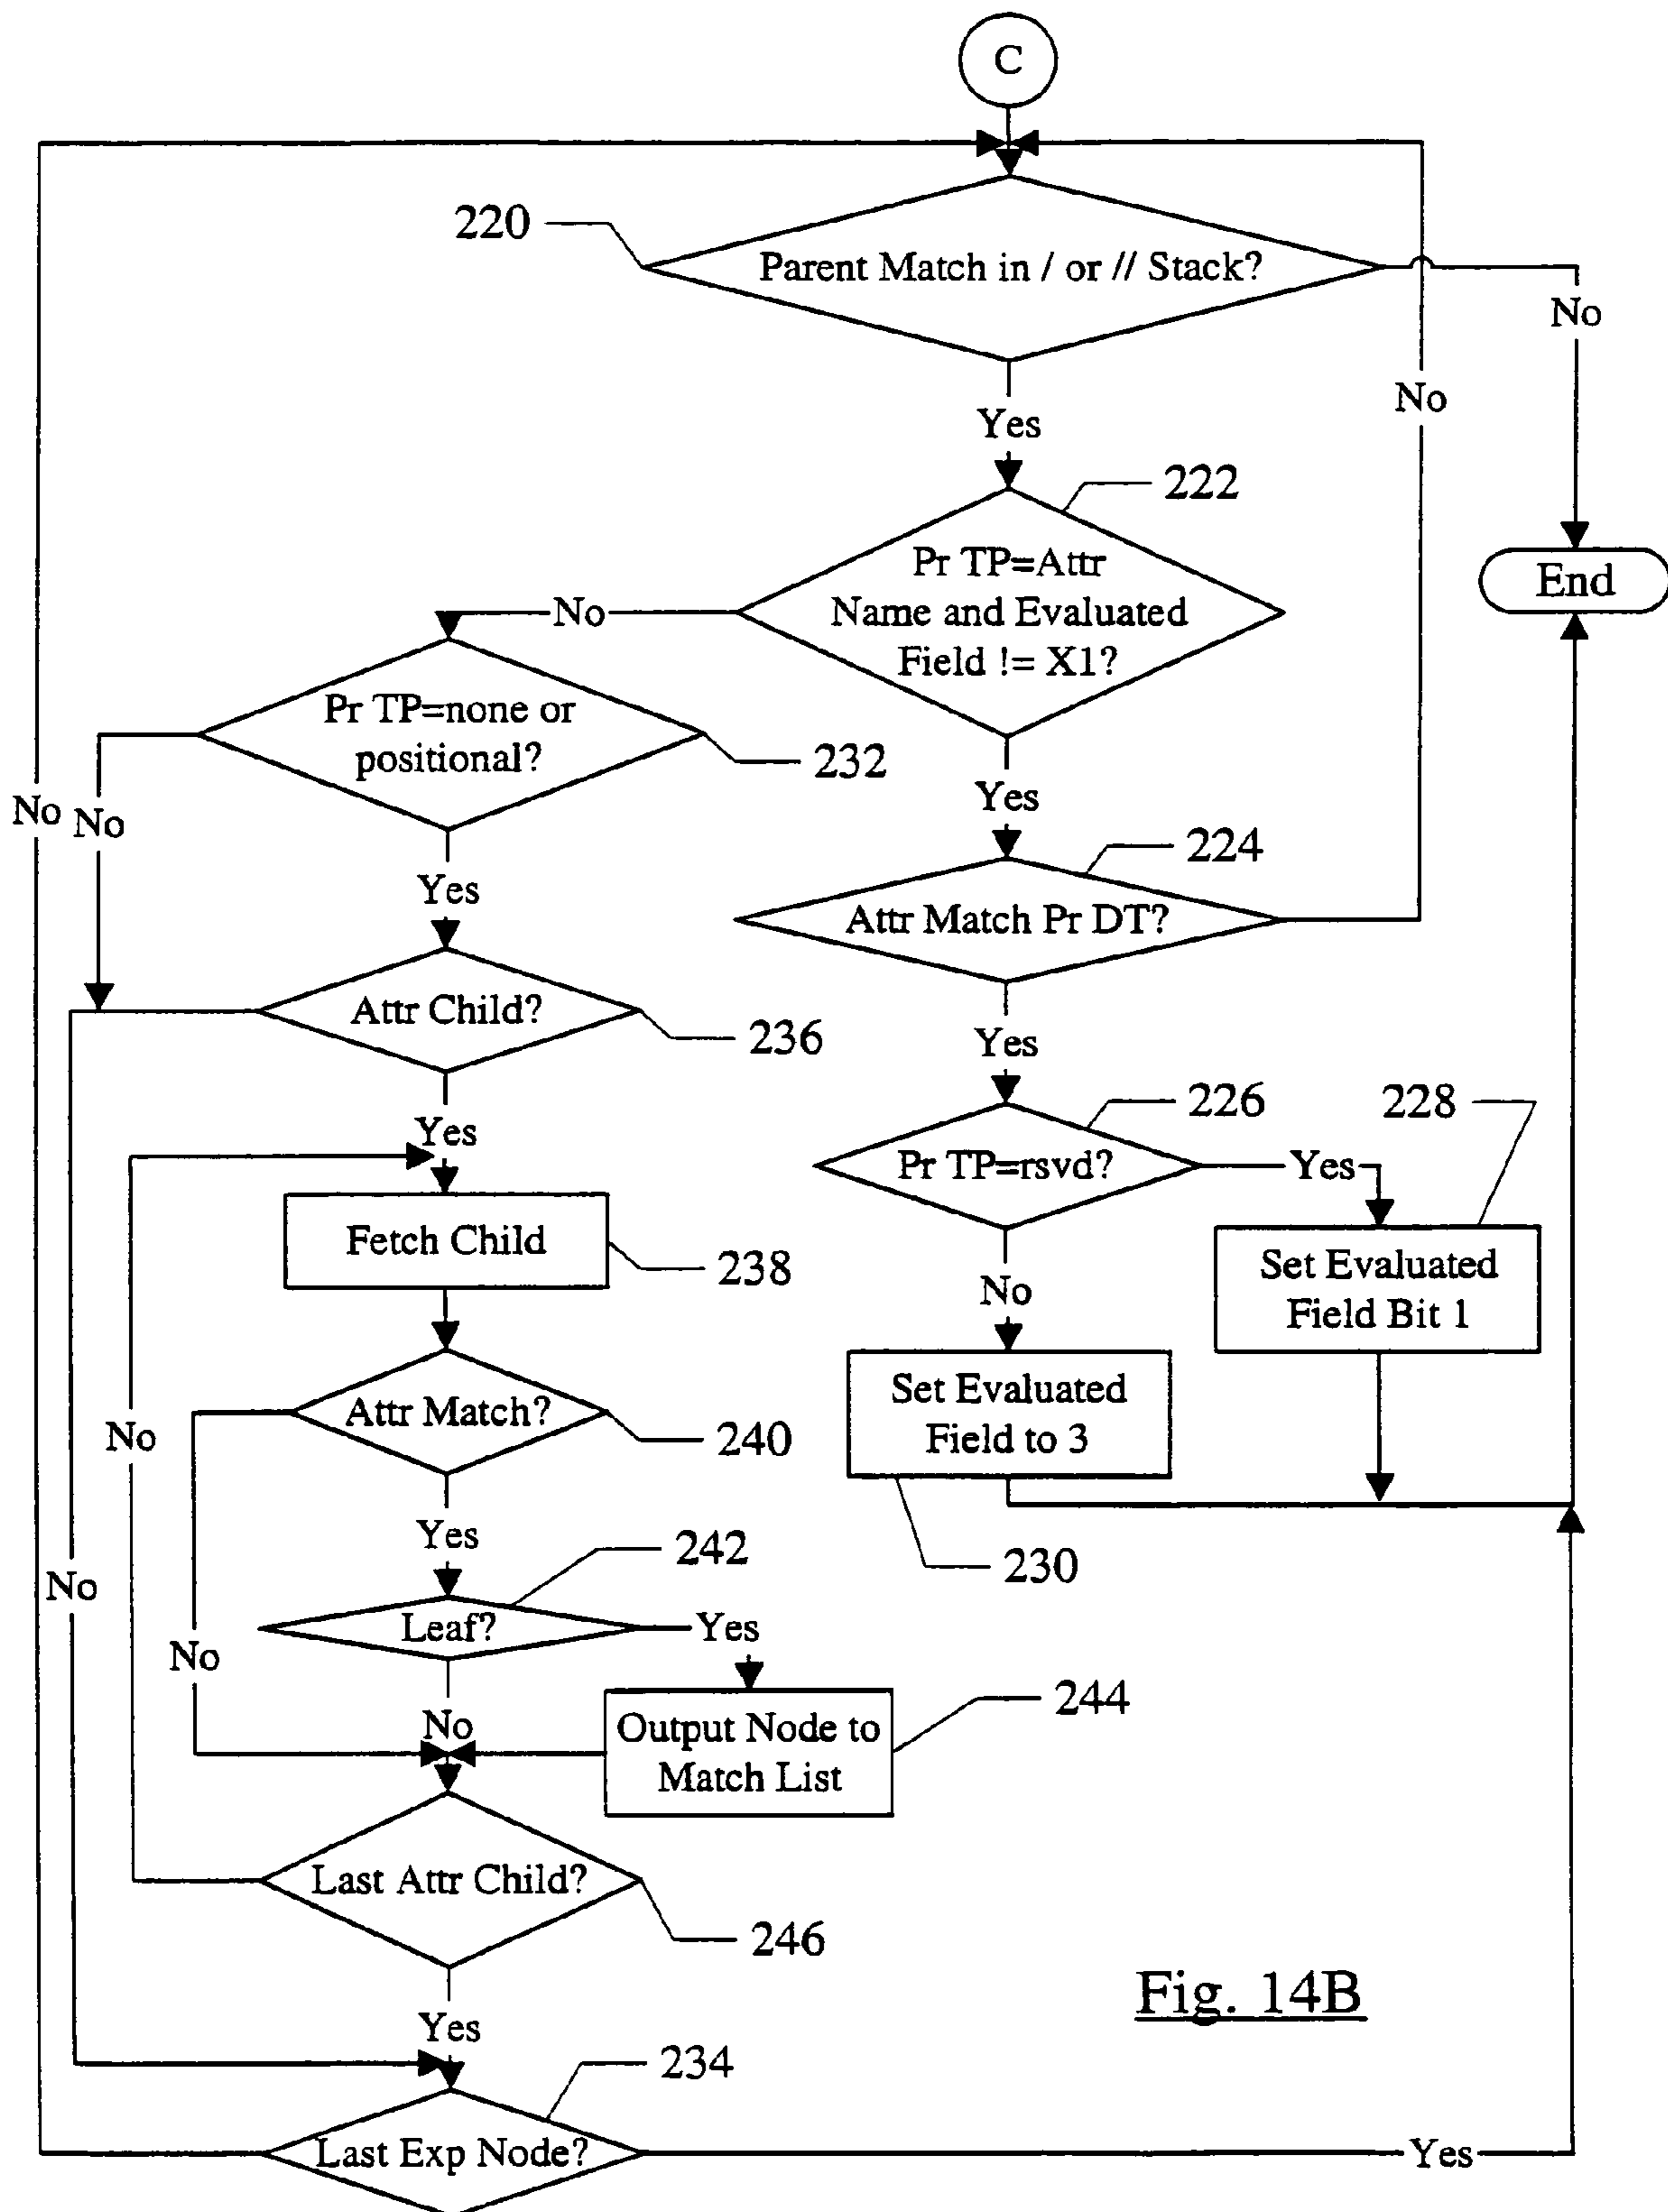 C
220
Parent Match in / or // Stack?
No
No
Yes
222
Pr TP=Attr
Name and Evaluated
Field != X1?
End
No
Pr TP=none or
positional?
232
No
No
Yes
Yes
224
Attr Match Pr DT?
Attr Child?
236
Yes
Yes
226
228
Pr TP=rsvd?
Yes
Fetch Child
238
No
Set Evaluated
Field Bit 1
Attr Match?
240
No
Set Evaluated
Field to 3
Yes
230
242
No
Leaf?
Yes
No
No
244
Output Node to
Match List
Last Attr Child?
246
Yes
Fig. 14B
234
Last Exp Node?
Yes